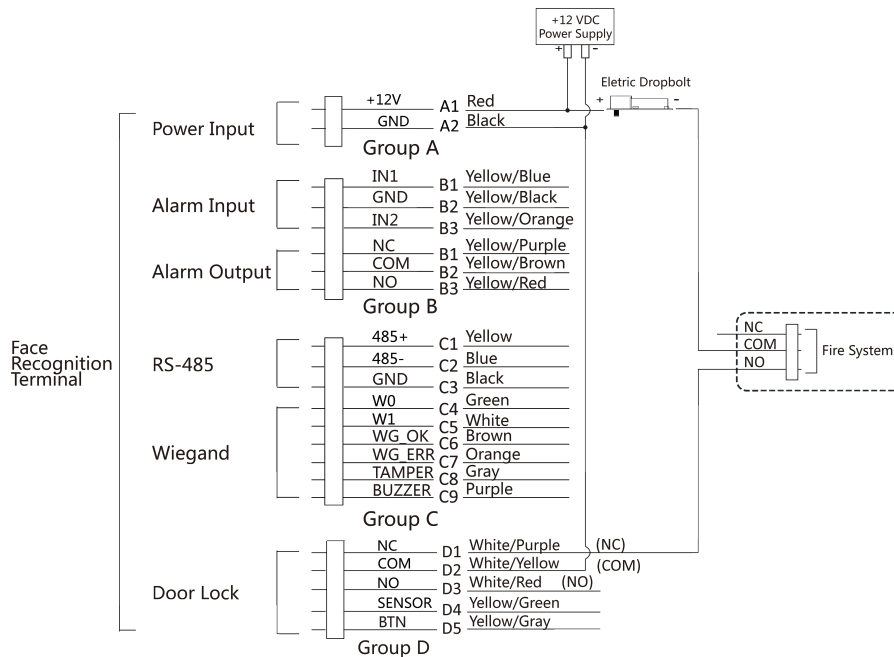 +12 VDC
Power Supply
+ -
Eletric Dropbolt
+ -
Face
Recognition
Terminal
Power Input
+12V A1 Red
GND A2 Black
Group A
Alarm Input
IN1 B1 Yellow/Blue
GND B2 Yellow/Black
IN2 B3 Yellow/Orange
Alarm Output
NC B1 Yellow/Purple
COM B2 Yellow/Brown
NO B3 Yellow/Red
Group B
RS-485
485+ C1 Yellow
485- C2 Blue
GND C3 Black
Wiegand
W0 C4 Green
W1 C5 White
WG_OK C6 Brown
WG_ERR C7 Orange
TAMPER C8 Gray
BUZZER C9 Purple
Group C
Door Lock
NC D1 White/Purple (NC)
COM D2 White/Yellow (COM)
NO D3 White/Red (NO)
SENSOR D4 Yellow/Green
BTN D5 Yellow/Gray
Group D
NC
COM
NO
Fire System